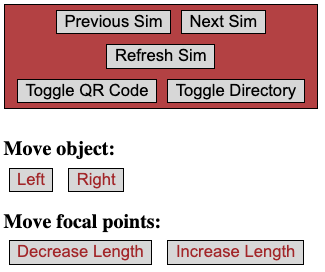 Previous Sim Next Sim
Refresh Sim
Toggle QR Code Toggle Directory
Move object:
Left Right
Move focal points:
Decrease Length Increase Length